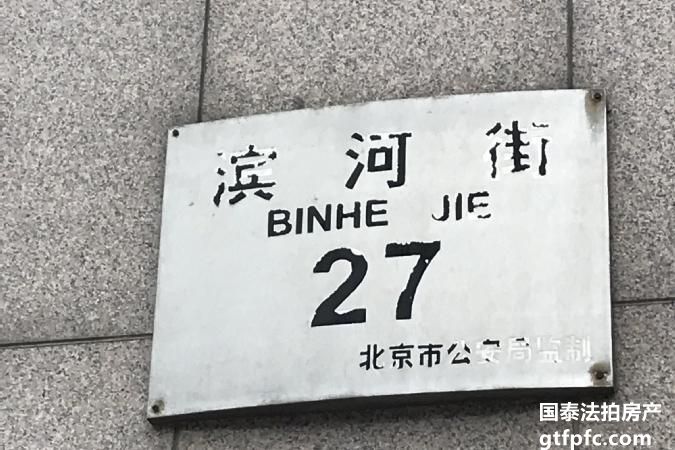 滨河街
BINHE JIE
27
北京市公安局监制
国泰法拍房产
gtfpfc.com